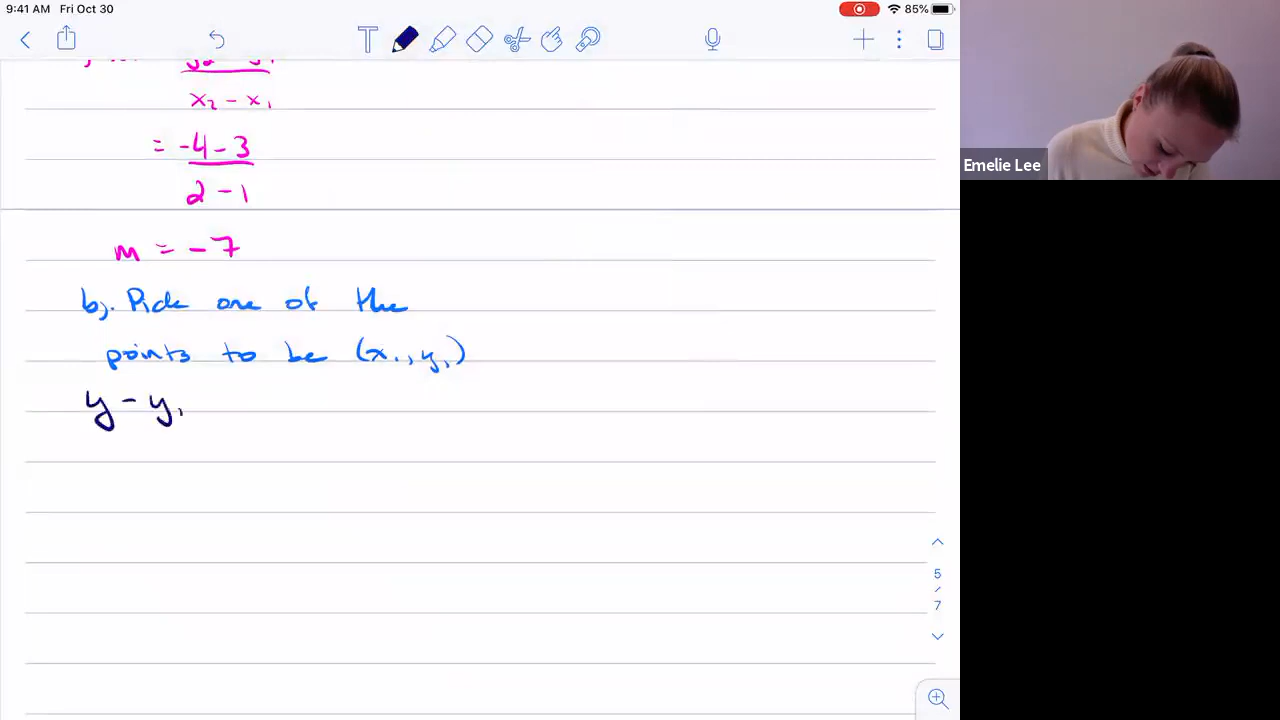 9:41 AM Fri Oct 30
85%
x₂ - x₁
= -4 - 3
2 - 1
m = -7
b). Pick one of the
points to be (x₁, y₁)
y - y₁
Emelie Lee
5
7